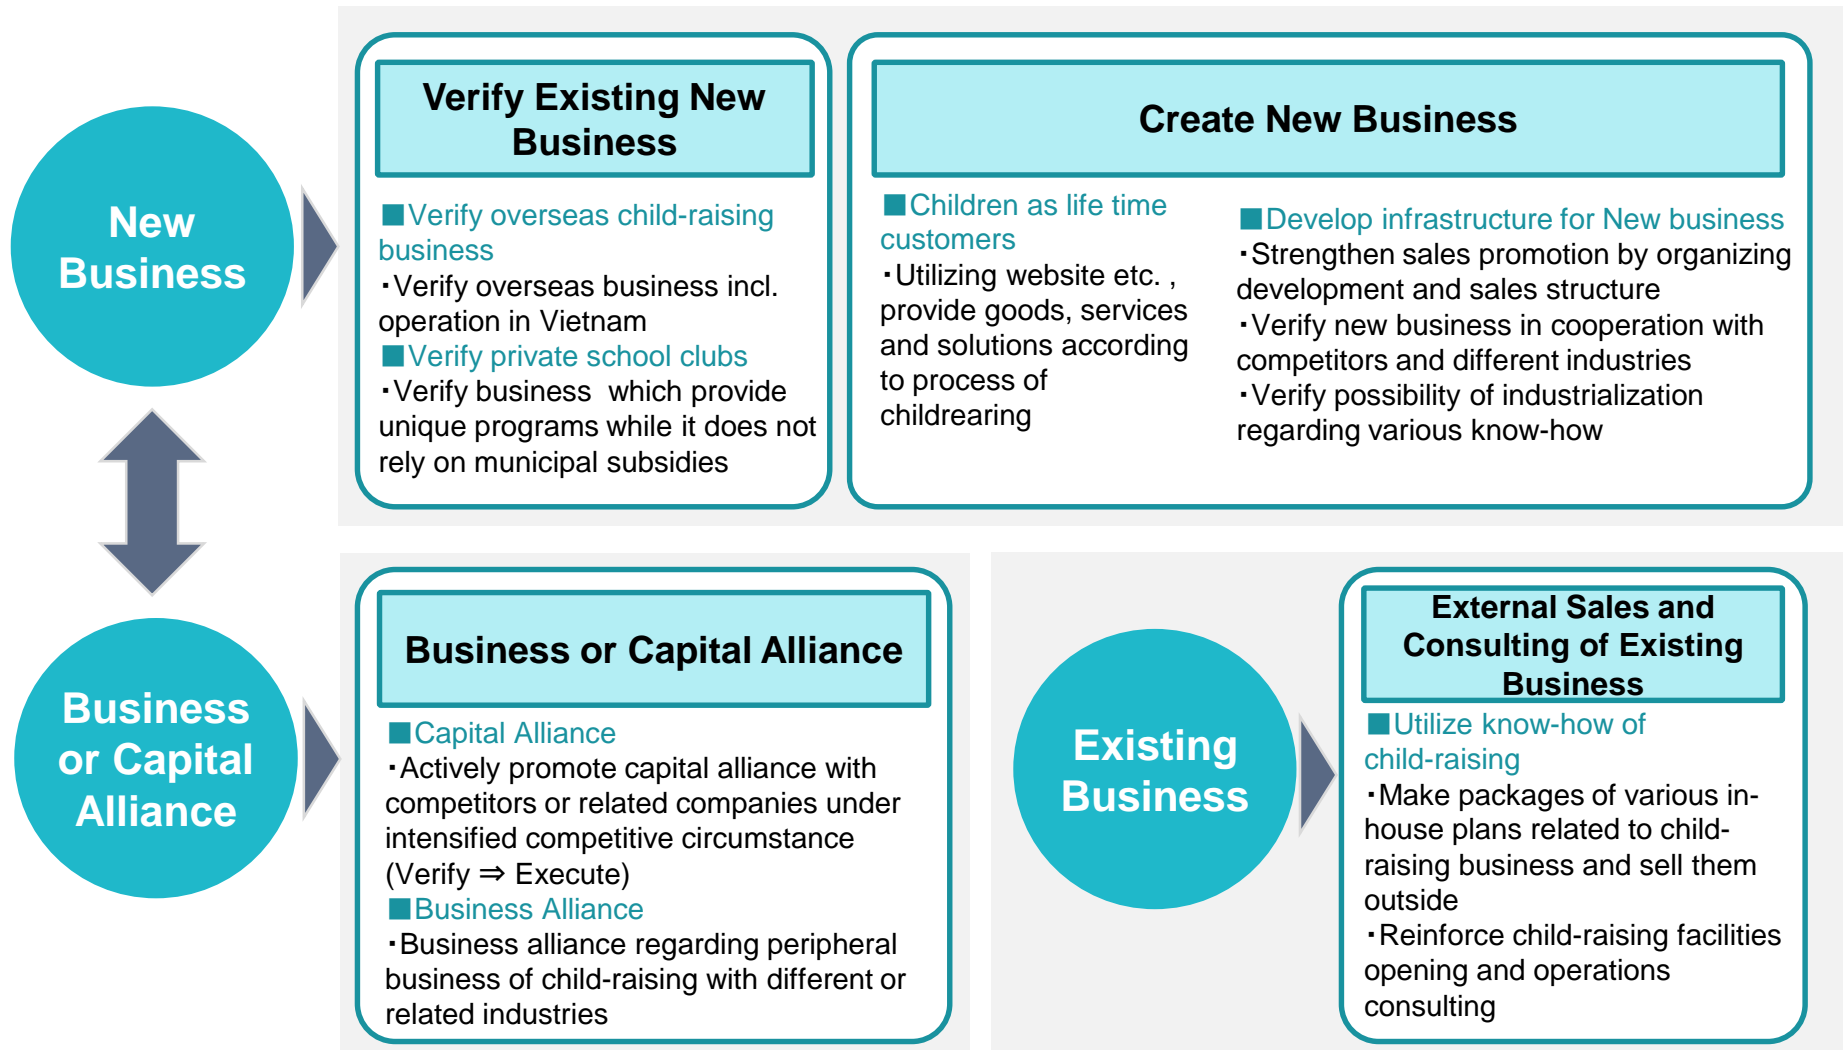 New
Business
Verify Existing New
Business
■Verify overseas child-raising
business
・Verify overseas business incl.
operation in Vietnam
■Verify private school clubs
・Verify business which provide
unique programs while it does not
rely on municipal subsidies
Create New Business
■Children as life time
customers
・Utilizing website etc. ,
provide goods, services
and solutions according
to process of
childrearing
■Develop infrastructure for New business
・Strengthen sales promotion by organizing
development and sales structure
・Verify new business in cooperation with
competitors and different industries
・Verify possibility of industrialization
regarding various know-how
Business
or Capital
Alliance
Business or Capital Alliance
■Capital Alliance
・Actively promote capital alliance with
competitors or related companies under
intensified competitive circumstance
(Verify ⇒ Execute)
■Business Alliance
・Business alliance regarding peripheral
business of child-raising with different or
related industries
Existing
Business
External Sales and
Consulting of Existing
Business
■Utilize know-how of
child-raising
・Make packages of various in-
house plans related to child-
raising business and sell them
outside
・Reinforce child-raising facilities
opening and operations
consulting